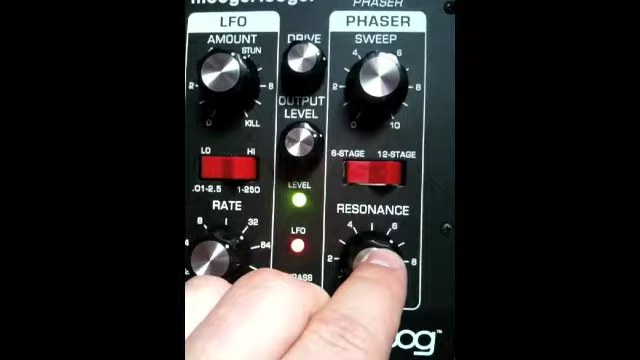 moogerfooger
PHASER
LFO
PHASER
AMOUNT
STUN
2
8
0
KILL
DRIVE
SWEEP
4
6
2
8
0
10
OUTPUT
LEVEL
LO
HI
.01-2.5
1-250
6-STAGE
12-STAGE
LEVEL
RATE
8
32
4
64
LFO
RESONANCE
4
6
2
8